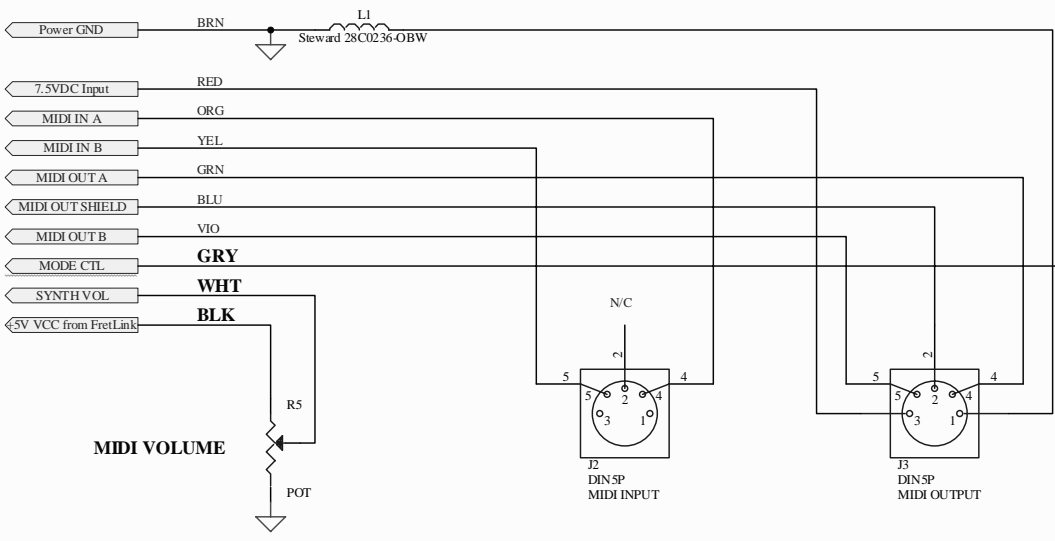 L1
Power GND BRN
Steward 28C0236-OBW
7.5VDC Input RED
MIDI IN A ORG
MIDI IN B YEL
MIDI OUT A GRN
MIDI OUT SHIELD BLU
MIDI OUT B VIO
MODE CTL GRY
SYNTH VOL WHT
+5V VCC from FretLink BLK
R5
MIDI VOLUME
POT
N/C
2
5 4
5 2 4
3 1
J2
DIN5P
MIDI INPUT
2
5 4
5 2 4
3 1
J3
DIN5P
MIDI OUTPUT